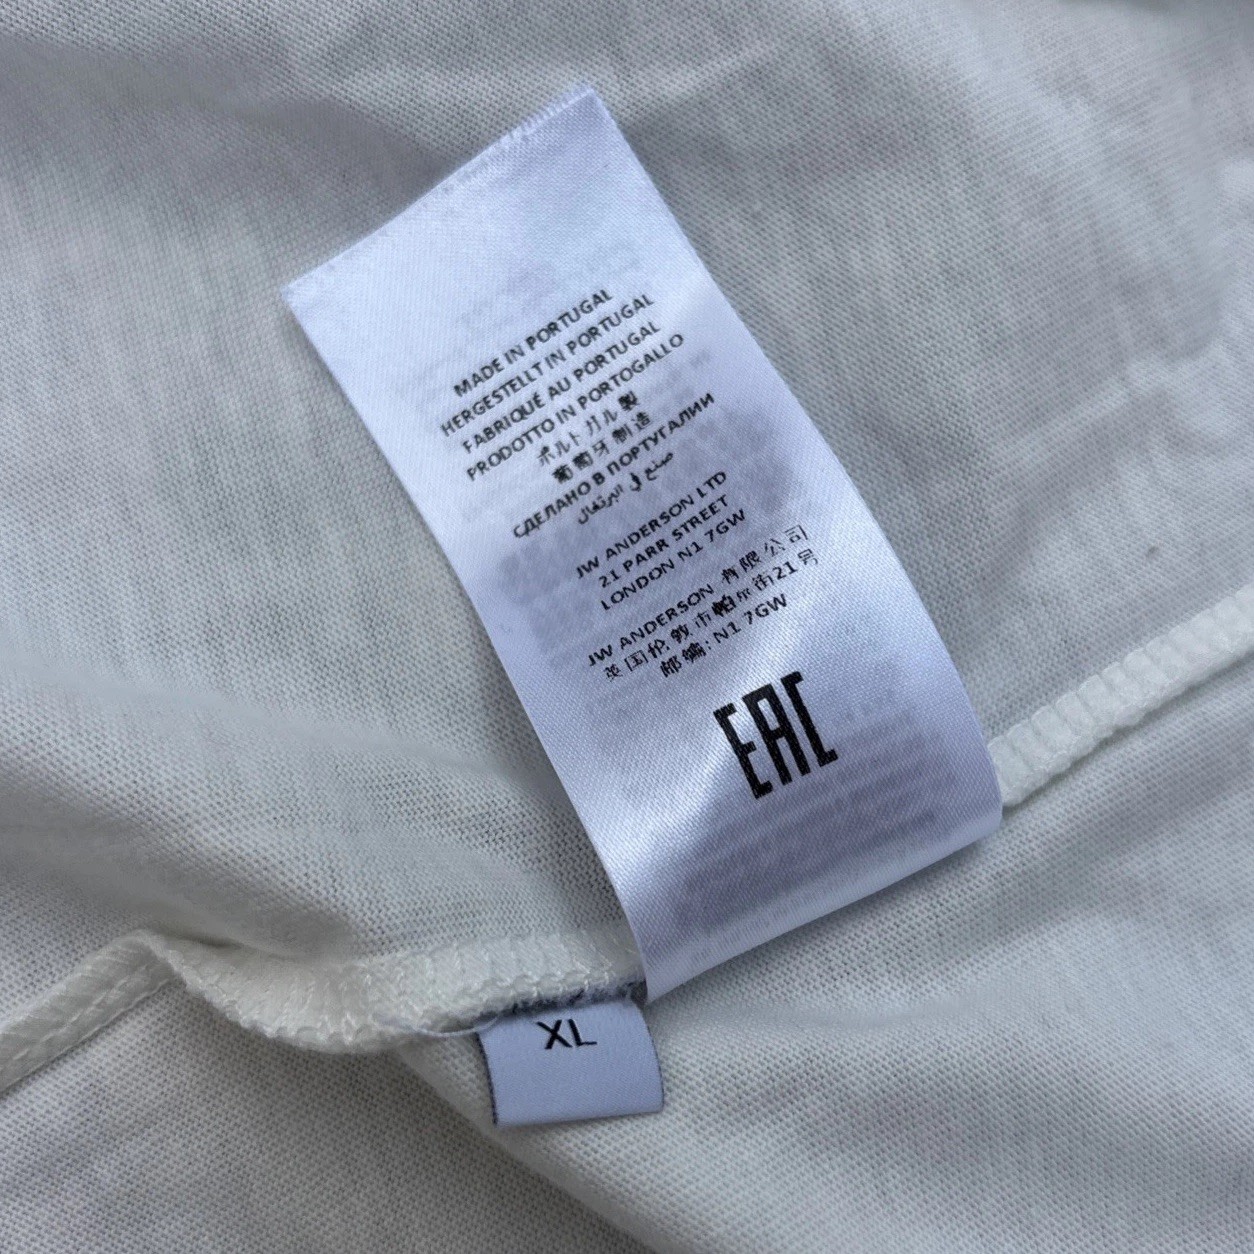 MADE IN PORTUGAL
HERGESTELLT IN PORTUGAL
FABRIQUÉ AU PORTUGAL
PRODOTTO IN PORTOGALLO
ポルトガル製
葡萄牙制造
СДЕЛАНО В ПОРТУГАЛИИ
صنع في البرتغال
JW ANDERSON LTD
21 PARR STREET
LONDON N1 7GW
JW ANDERSON 有限公司
英国伦敦市帕尔街21号
邮编: N1 7GW
EAC
XL